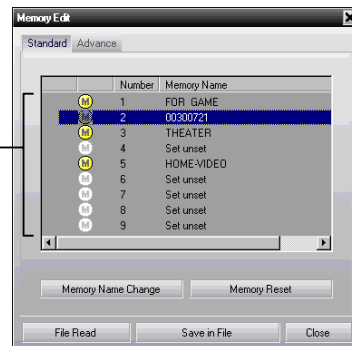 Memory Edit
Standard Advance
Number Memory Name
M 1 FOR GAME
M 2 00300721
M 3 THEATER
M 4 Set unset
M 5 HOME-VIDEO
M 6 Set unset
M 7 Set unset
M 8 Set unset
M 9 Set unset
Memory Name Change Memory Reset
File Read Save in File Close